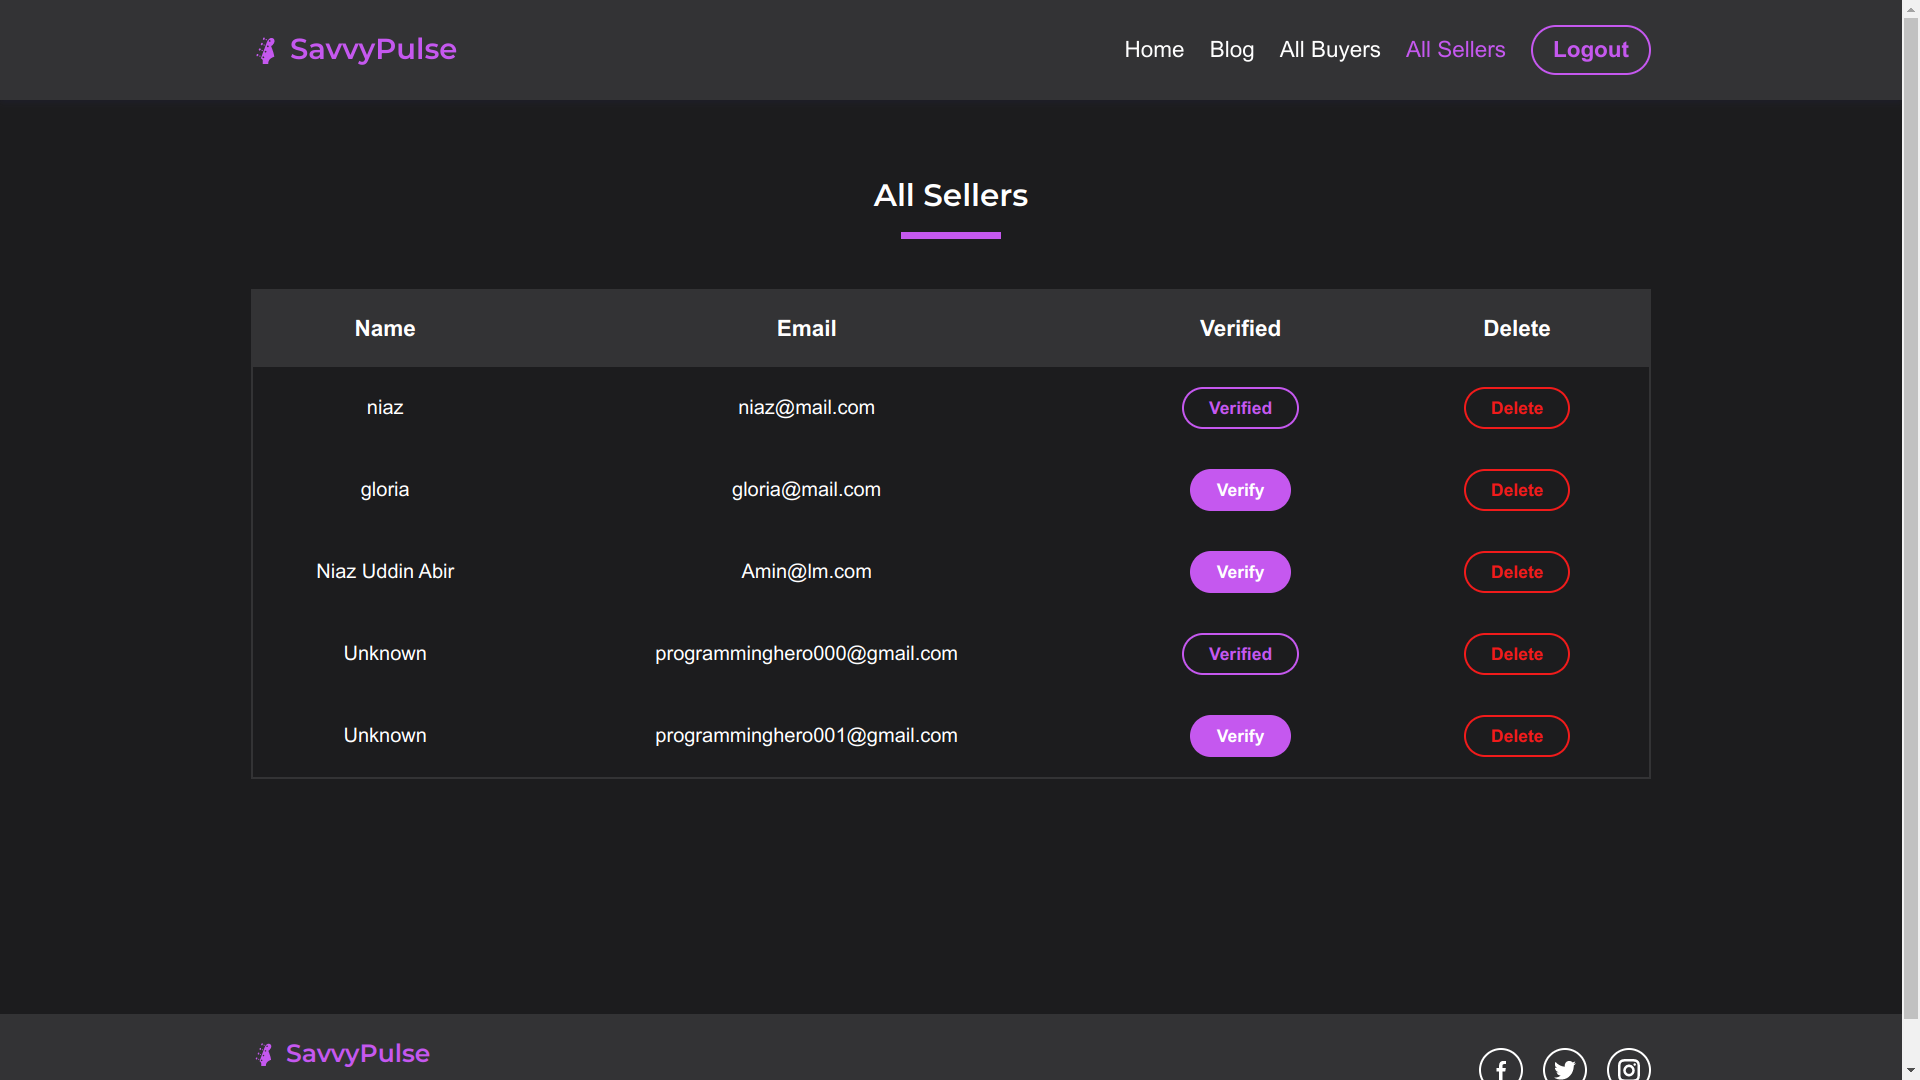 SavvyPulse
Home Blog All Buyers All Sellers Logout
All Sellers
Name Email Verified Delete
niaz niaz@mail.com Verified Delete
gloria gloria@mail.com Verify Delete
Niaz Uddin Abir Amin@lm.com Verify Delete
Unknown programminghero000@gmail.com Verified Delete
Unknown programminghero001@gmail.com Verify Delete
SavvyPulse